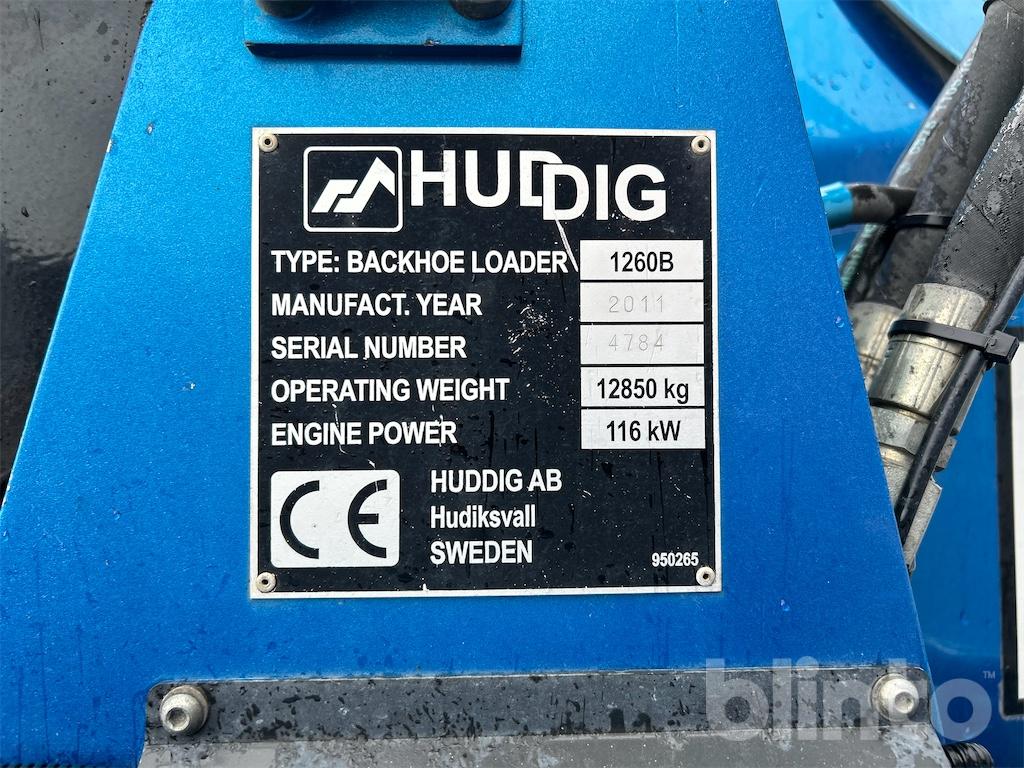 HUDDIG
TYPE: BACKHOE LOADER 1260B
MANUFACT. YEAR 2011
SERIAL NUMBER 4784
OPERATING WEIGHT 12850 kg
ENGINE POWER 116 kW
CE
HUDDIG AB
Hudiksvall
SWEDEN
950265
blinto™